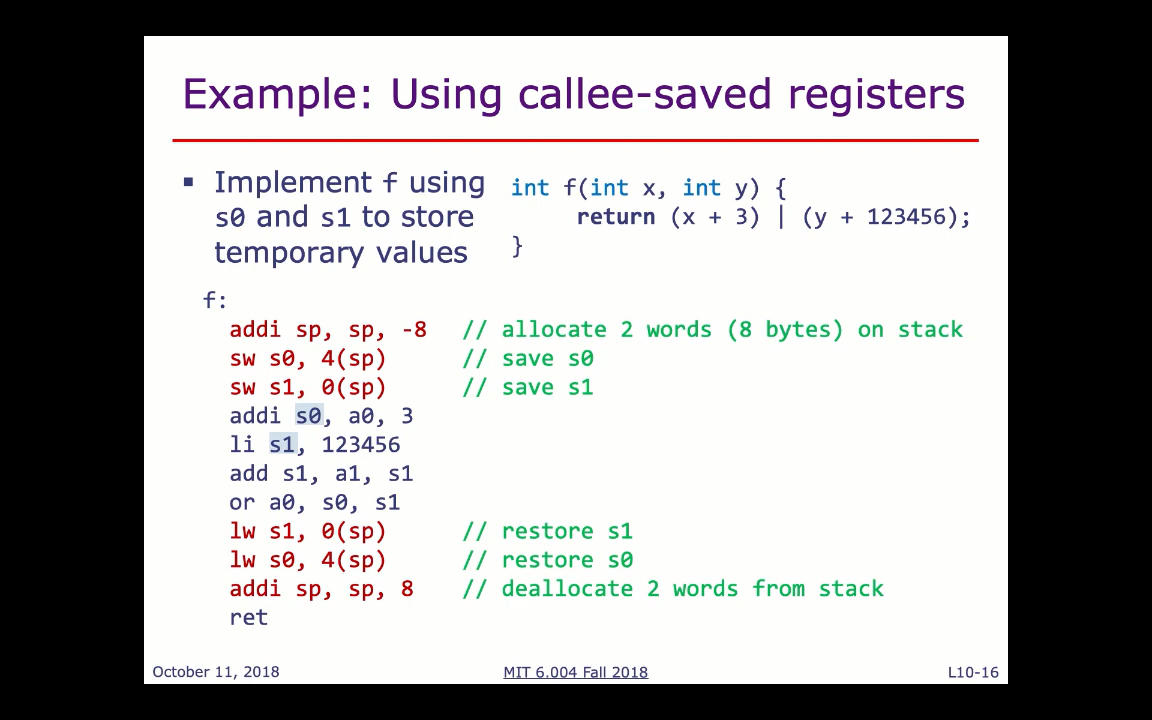 Example: Using callee-saved registers
▪ Implement f using
s0 and s1 to store
temporary values
int f(int x, int y) {
return (x + 3) | (y + 123456);
}
f:
addi sp, sp, -8 // allocate 2 words (8 bytes) on stack
sw s0, 4(sp) // save s0
sw s1, 0(sp) // save s1
addi s0, a0, 3
li s1, 123456
add s1, a1, s1
or a0, s0, s1
lw s1, 0(sp) // restore s1
lw s0, 4(sp) // restore s0
addi sp, sp, 8 // deallocate 2 words from stack
ret
October 11, 2018 MIT 6.004 Fall 2018 L10-16